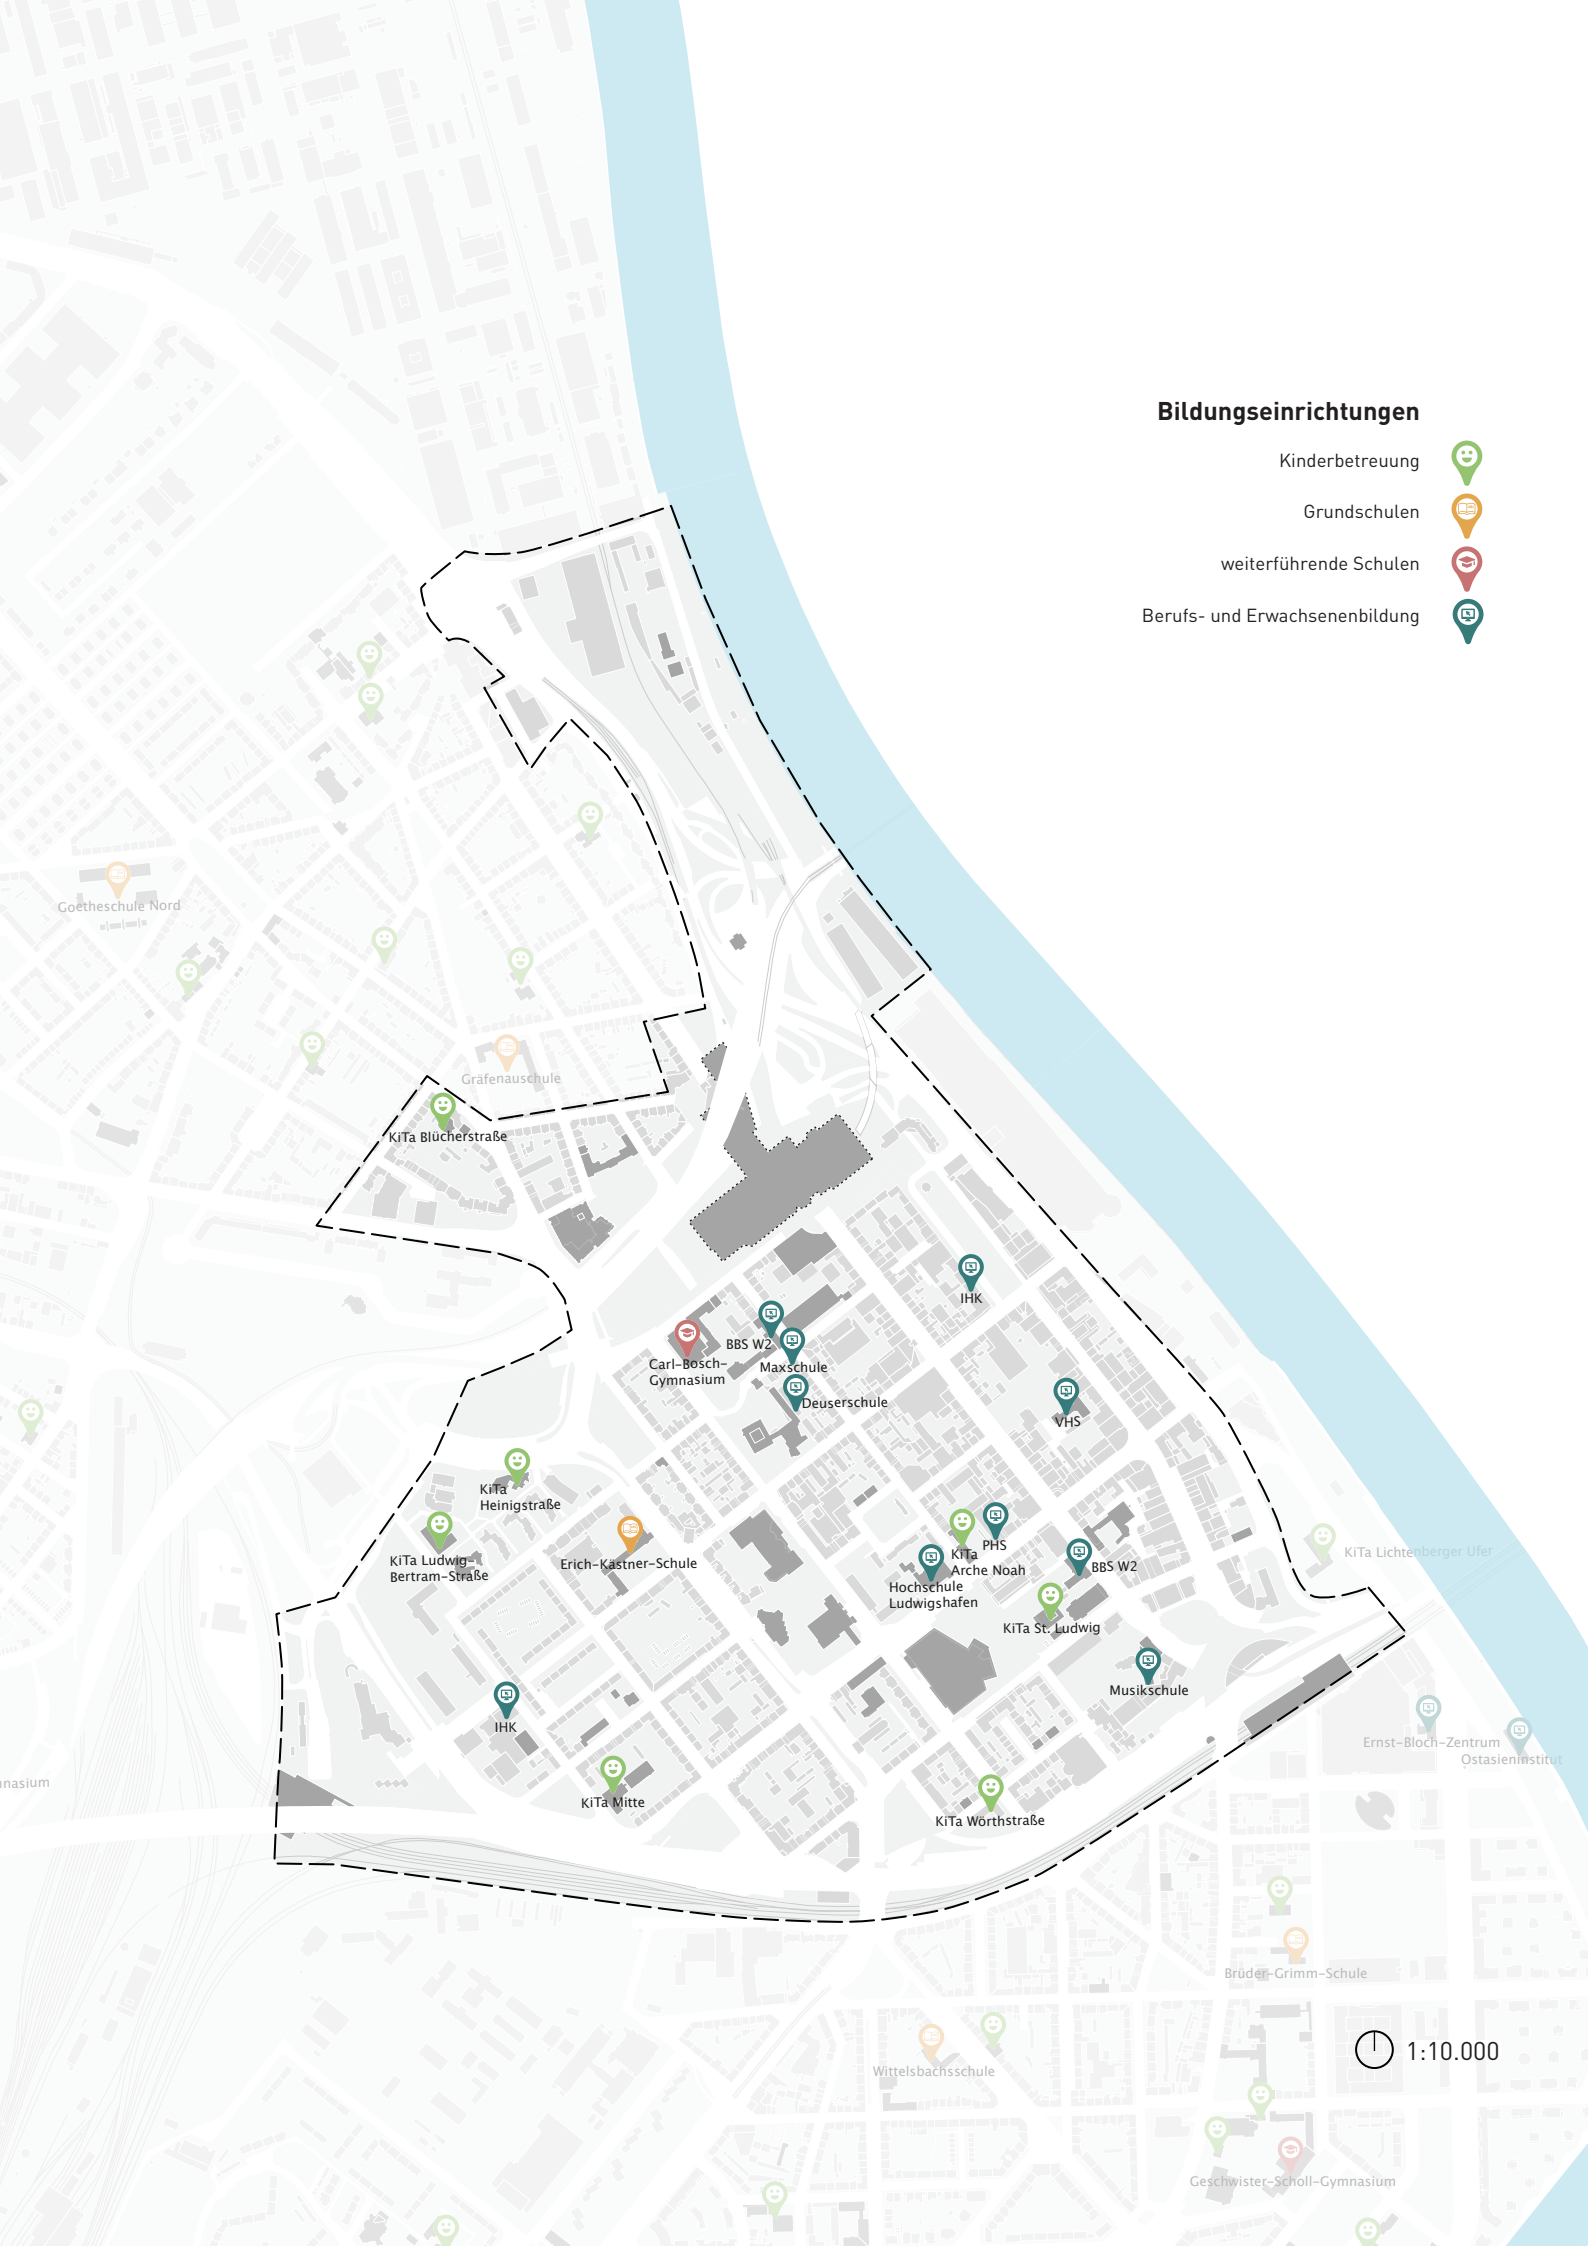 Bildungseinrichtungen
Kinderbetreuung
Grundschulen
weiterführende Schulen
Berufs- und Erwachsenenbildung
Goetheschule Nord
Gräfenauschule
KiTa Blücherstraße
IHK
BBS W2
Carl-Bosch-
Gymnasium
Maxschule
Deuserschule
VHS
KiTa
Heinigstraße
KiTa Ludwig-
Bertram-Straße
Erich-Kästner-Schule
PHS
KiTa
Arche Noah
Hochschule
Ludwigshafen
BBS W2
KiTa Lichtenberger Ufer
KiTa St. Ludwig
Musikschule
IHK
Ernst-Bloch-Zentrum
Ostasieninstitut
nasium
KiTa Mitte
KiTa Wörthstraße
Brüder-Grimm-Schule
1:10.000
Wittelsbachsschule
Geschwister-Scholl-Gymnasium